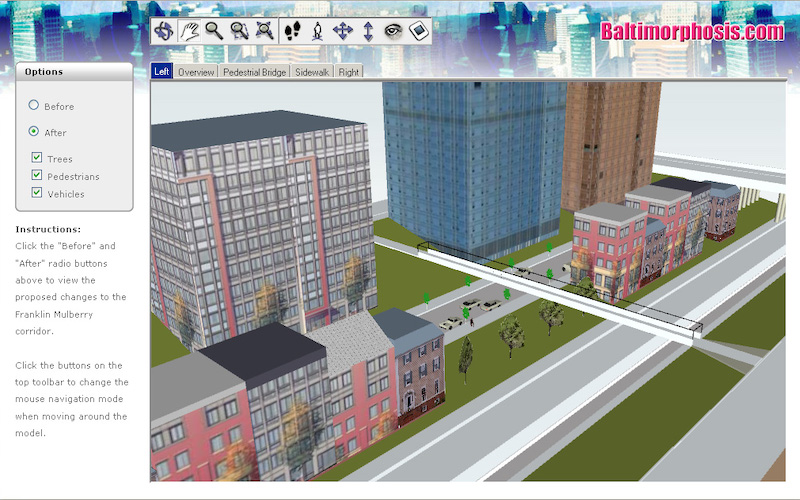 Baltimorphosis.com
Options
Before
After
Trees
Pedestrians
Vehicles
Instructions:
Click the "Before" and
"After" radio buttons
above to view the
proposed changes to the
Franklin Mulberry
corridor.
Click the buttons on the
top toolbar to change the
mouse navigation mode
when moving around the
model.
Left Overview Pedestrial Bridge Sidewalk Right